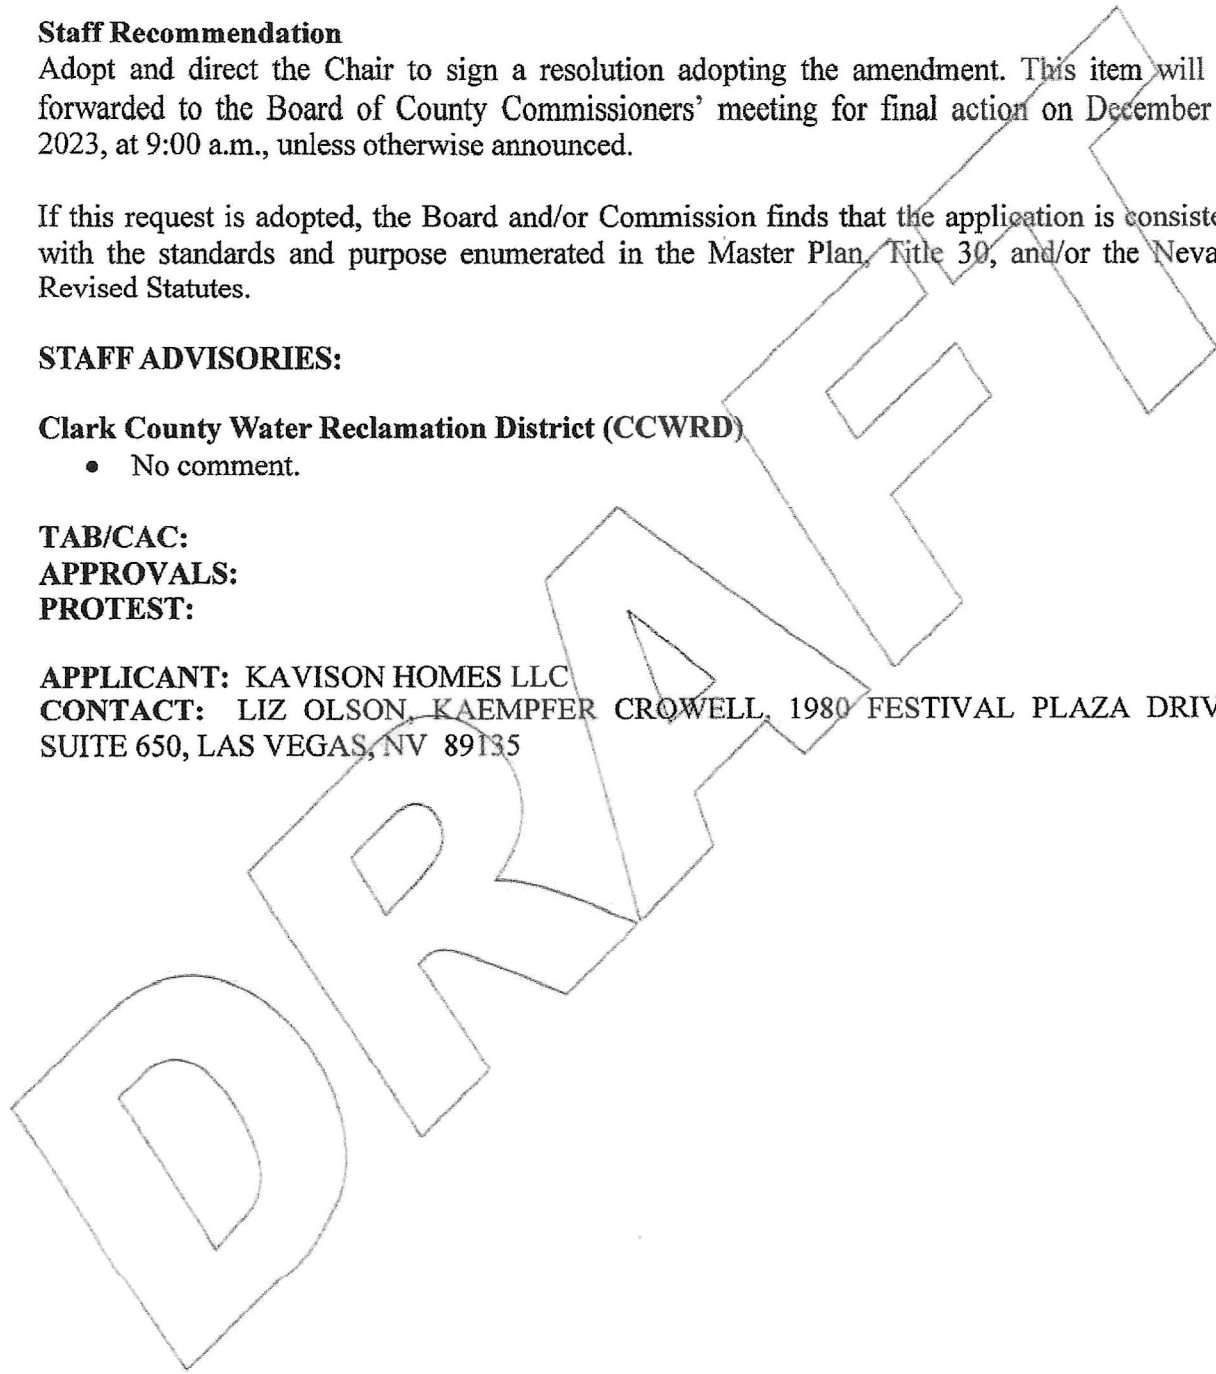 Staff Recommendation
Adopt and direct the Chair to sign a resolution adopting the amendment. This item will
forwarded to the Board of County Commissioners' meeting for final action on December
2023, at 9:00 a.m., unless otherwise announced.
If this request is adopted, the Board and/or Commission finds that the application is consiste
with the standards and purpose enumerated in the Master Plan, Title 30, and/or the Neva
Revised Statutes.
STAFF ADVISORIES:
Clark County Water Reclamation District (CCWRD)
• No comment.
TAB/CAC:
APPROVALS:
PROTEST:
APPLICANT: KAVISON HOMES LLC
CONTACT: LIZ OLSON, KAEMPFER CROWELL, 1980 FESTIVAL PLAZA DRIV
SUITE 650, LAS VEGAS, NV 89135
DRAFT